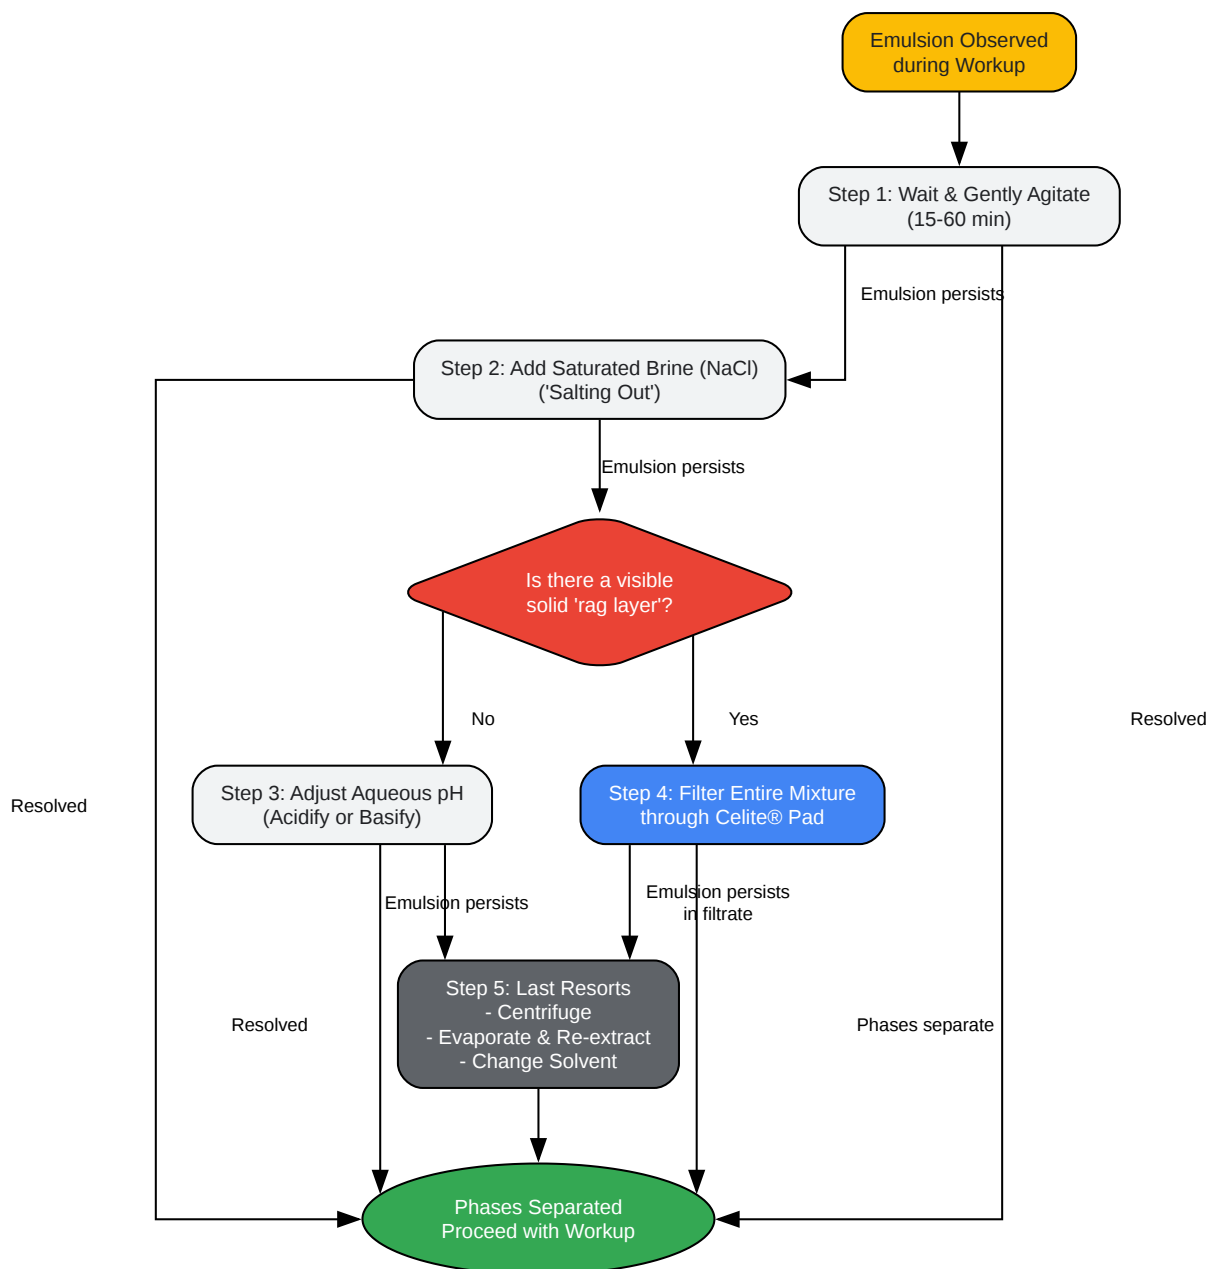 Emulsion Observed
during Workup
Step 1: Wait & Gently Agitate
(15-60 min)
Emulsion persists
Step 2: Add Saturated Brine (NaCl)
('Salting Out')
Emulsion persists
Is there a visible
solid 'rag layer'?
No
Yes
Resolved
Step 3: Adjust Aqueous pH
(Acidify or Basify)
Step 4: Filter Entire Mixture
through Celite® Pad
Resolved
Emulsion persists
Emulsion persists
in filtrate
Step 5: Last Resorts
- Centrifuge
- Evaporate & Re-extract
- Change Solvent
Resolved
Phases separate
Phases Separated
Proceed with Workup